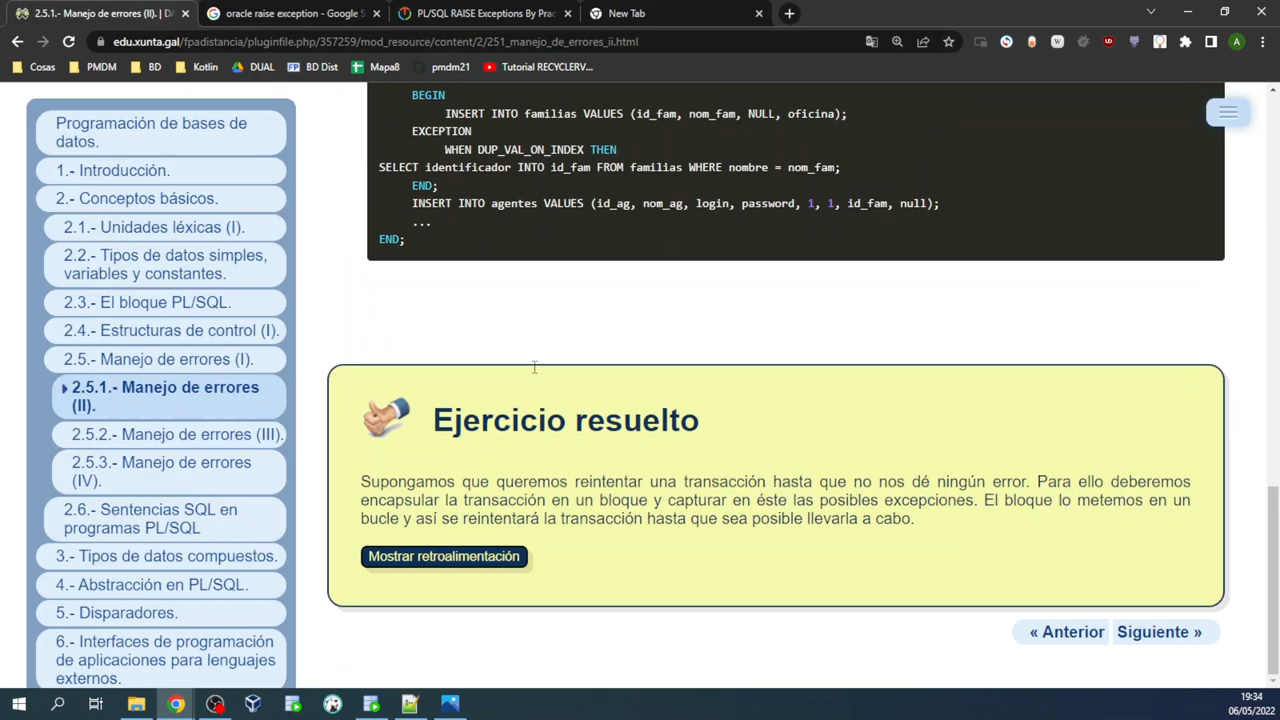 2.5.1.- Manejo de errores (II). | DA
oracle raise exception - Google S
PL/SQL RAISE Exceptions By Prac
New Tab
edu.xunta.gal/fpadistancia/pluginfile.php/357259/mod_resource/content/2/251_manejo_de_errores_ii.html
Cosas PMDM BD Kotlin DUAL BD Dist Mapa8 pmdm21 Tutorial RECYCLERV...
Programación de bases de
datos.
1.- Introducción.
2.- Conceptos básicos.
2.1.- Unidades léxicas (I).
2.2.- Tipos de datos simples,
variables y constantes.
2.3.- El bloque PL/SQL.
2.4.- Estructuras de control (I).
2.5.- Manejo de errores (I).
2.5.1.- Manejo de errores
(II).
2.5.2.- Manejo de errores (III).
2.5.3.- Manejo de errores
(IV).
2.6.- Sentencias SQL en
programas PL/SQL
3.- Tipos de datos compuestos.
4.- Abstracción en PL/SQL.
5.- Disparadores.
6.- Interfaces de programación
de aplicaciones para lenguajes
externos.
BEGIN
INSERT INTO familias VALUES (id_fam, nom_fam, NULL, oficina);
EXCEPTION
WHEN DUP_VAL_ON_INDEX THEN
SELECT identificador INTO id_fam FROM familias WHERE nombre = nom_fam;
END;
INSERT INTO agentes VALUES (id_ag, nom_ag, login, password, 1, 1, id_fam, null);
...
END;
Ejercicio resuelto
Supongamos que queremos reintentar una transacción hasta que no nos dé ningún error. Para ello deberemos
encapsular la transacción en un bloque y capturar en éste las posibles excepciones. El bloque lo metemos en un
bucle y así se reintentará la transacción hasta que sea posible llevarla a cabo.
Mostrar retroalimentación
« Anterior Siguiente »
19:34
06/05/2022